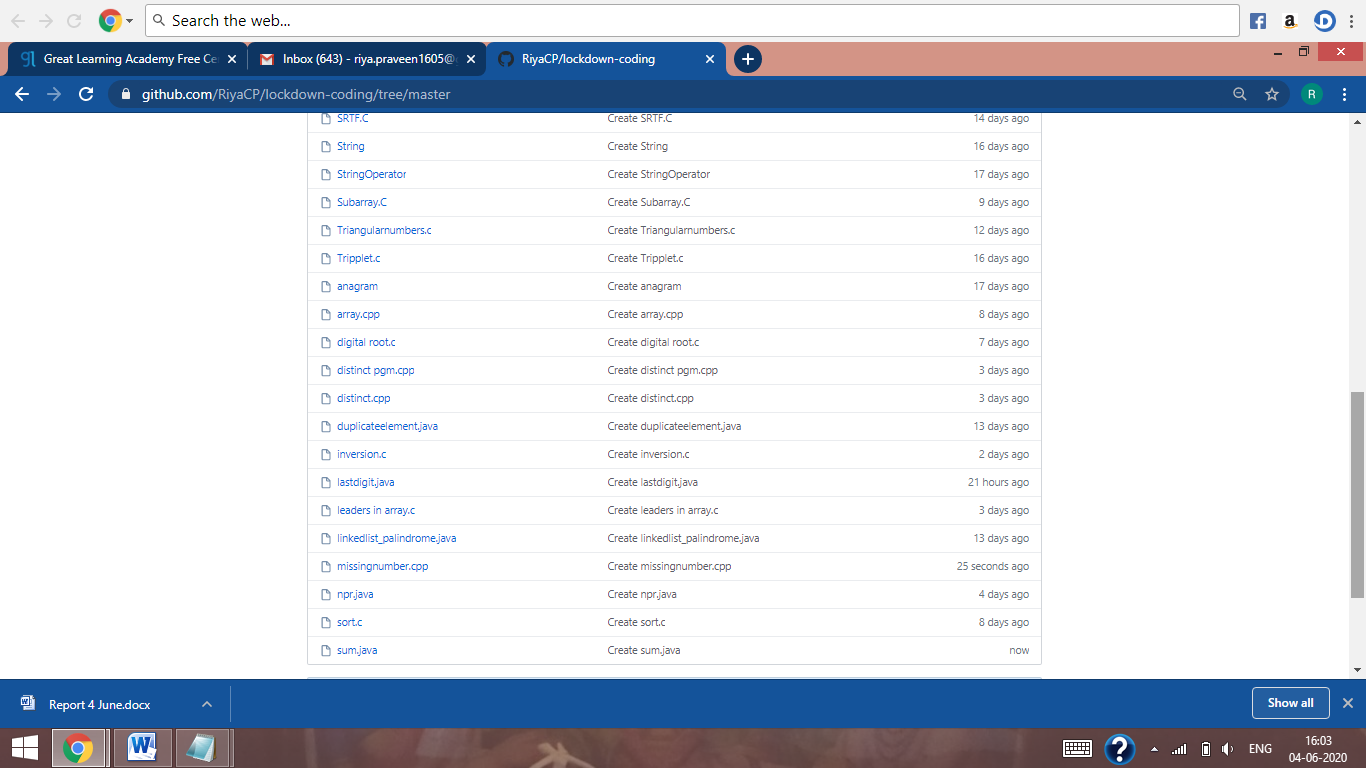 Search the web...
Great Learning Academy Free Ce
Inbox (643) - riya.praveen1605@
RiyaCP/lockdown-coding
github.com/RiyaCP/lockdown-coding/tree/master
R
SRTF.C Create SRTF.C 14 days ago
String Create String 16 days ago
StringOperator Create StringOperator 17 days ago
Subarray.C Create Subarray.C 9 days ago
Triangularnumbers.c Create Triangularnumbers.c 12 days ago
Tripplet.c Create Tripplet.c 16 days ago
anagram Create anagram 17 days ago
array.cpp Create array.cpp 8 days ago
digital root.c Create digital root.c 7 days ago
distinct pgm.cpp Create distinct pgm.cpp 3 days ago
distinct.cpp Create distinct.cpp 3 days ago
duplicateelement.java Create duplicateelement.java 13 days ago
inversion.c Create inversion.c 2 days ago
lastdigit.java Create lastdigit.java 21 hours ago
leaders in array.c Create leaders in array.c 3 days ago
linkedlist_palindrome.java Create linkedlist_palindrome.java 13 days ago
missingnumber.cpp Create missingnumber.cpp 25 seconds ago
npr.java Create npr.java 4 days ago
sort.c Create sort.c 8 days ago
sum.java Create sum.java now
Report 4 June.docx Show all
ENG 16:03
04-06-2020